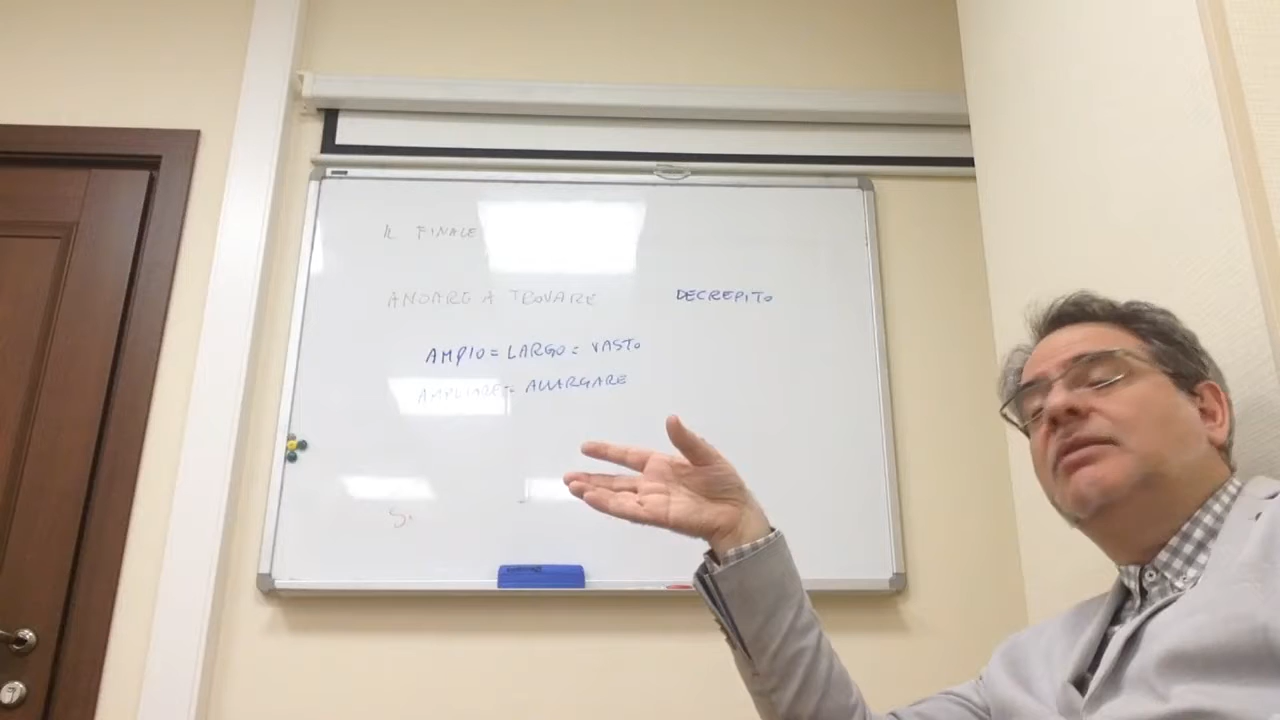 IL FINALE
ANDARE A TROVARE DECREPITO
AMPIO = LARGO = VASTO
AMPLIARE = ALLARGARE